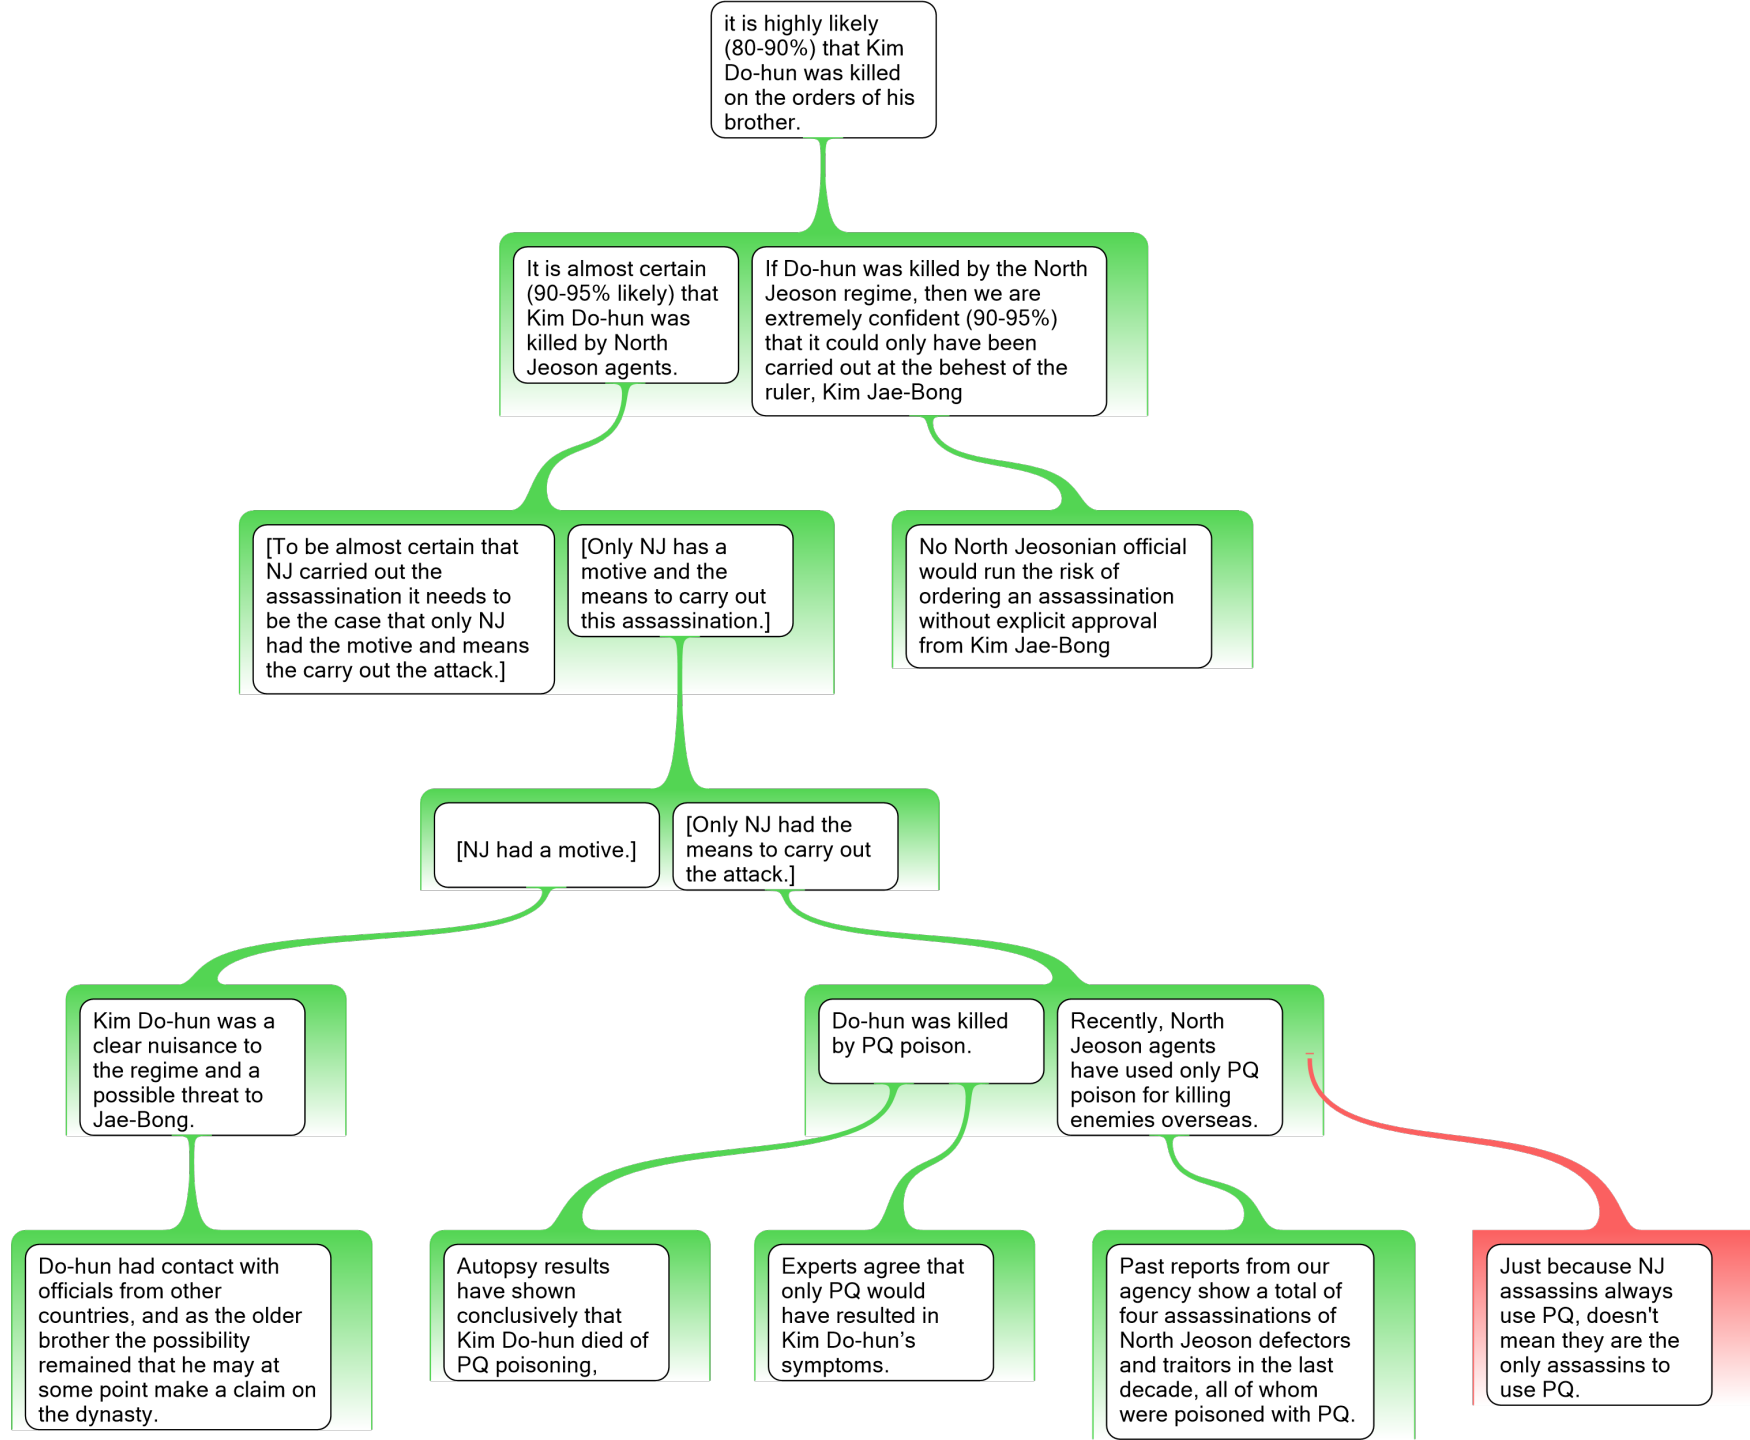 it is highly likely
(80-90%) that Kim
Do-hun was killed
on the orders of his
brother.
It is almost certain
(90-95% likely) that
Kim Do-hun was
killed by North
Jeoson agents.
If Do-hun was killed by the North
Jeoson regime, then we are
extremely confident (90-95%)
that it could only have been
carried out at the behest of the
ruler, Kim Jae-Bong
[To be almost certain that
NJ carried out the
assassination it needs to
be the case that only NJ
had the motive and means
the carry out the attack.]
[Only NJ has a
motive and the
means to carry out
this assassination.]
No North Jeosonian official
would run the risk of
ordering an assassination
without explicit approval
from Kim Jae-Bong
[NJ had a motive.]
[Only NJ had the
means to carry out
the attack.]
Kim Do-hun was a
clear nuisance to
the regime and a
possible threat to
Jae-Bong.
Do-hun was killed
by PQ poison.
Recently, North
Jeoson agents
have used only PQ
poison for killing
enemies overseas.
Do-hun had contact with
officials from other
countries, and as the older
brother the possibility
remained that he may at
some point make a claim on
the dynasty.
Autopsy results
have shown
conclusively that
Kim Do-hun died of
PQ poisoning,
Experts agree that
only PQ would
have resulted in
Kim Do-hun’s
symptoms.
Past reports from our
agency show a total of
four assassinations of
North Jeoson defectors
and traitors in the last
decade, all of whom
were poisoned with PQ.
Just because NJ
assassins always
use PQ, doesn't
mean they are the
only assassins to
use PQ.